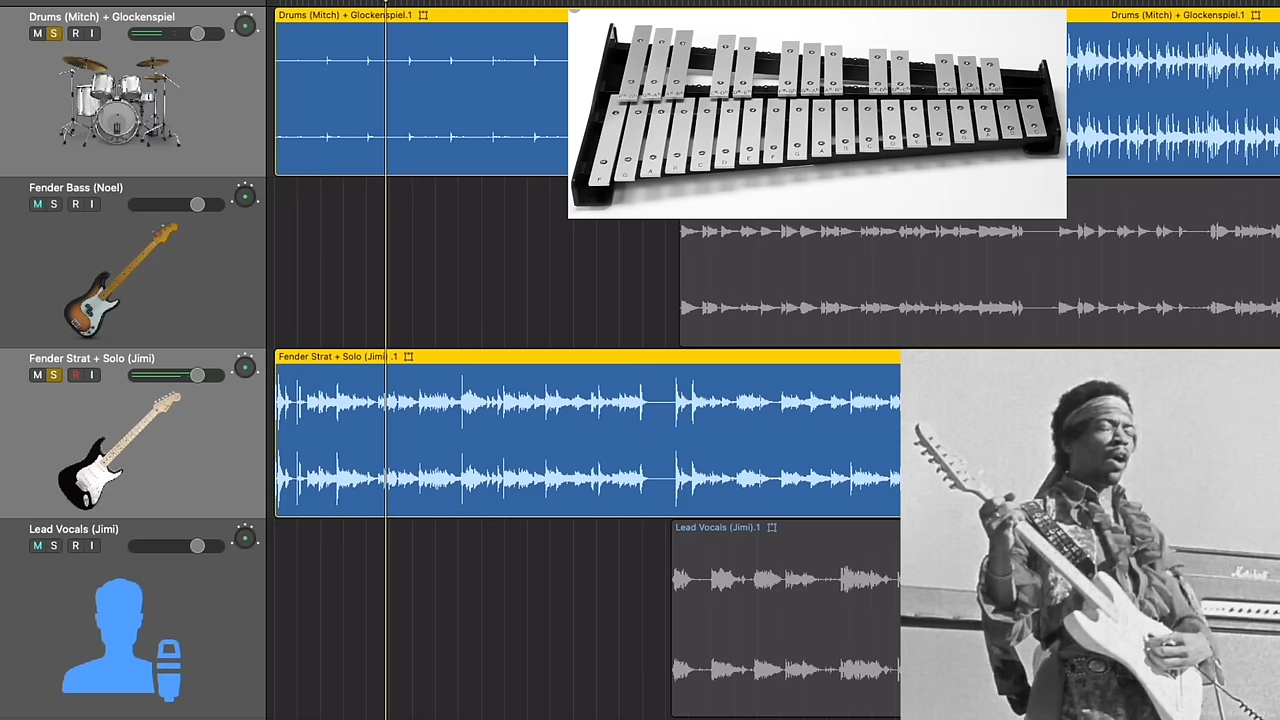 Drums (Mitch) + Glockenspiel
M S R I
Drums (Mitch) + Glockenspiel.1
Drums (Mitch) + Glockenspiel.1
Fender Bass (Noel)
M S R I
Fender Strat + Solo (Jimi)
M S R I
Fender Strat + Solo (Jimi) .1
Lead Vocals (Jimi)
M S R I
Lead Vocals (Jimi).1